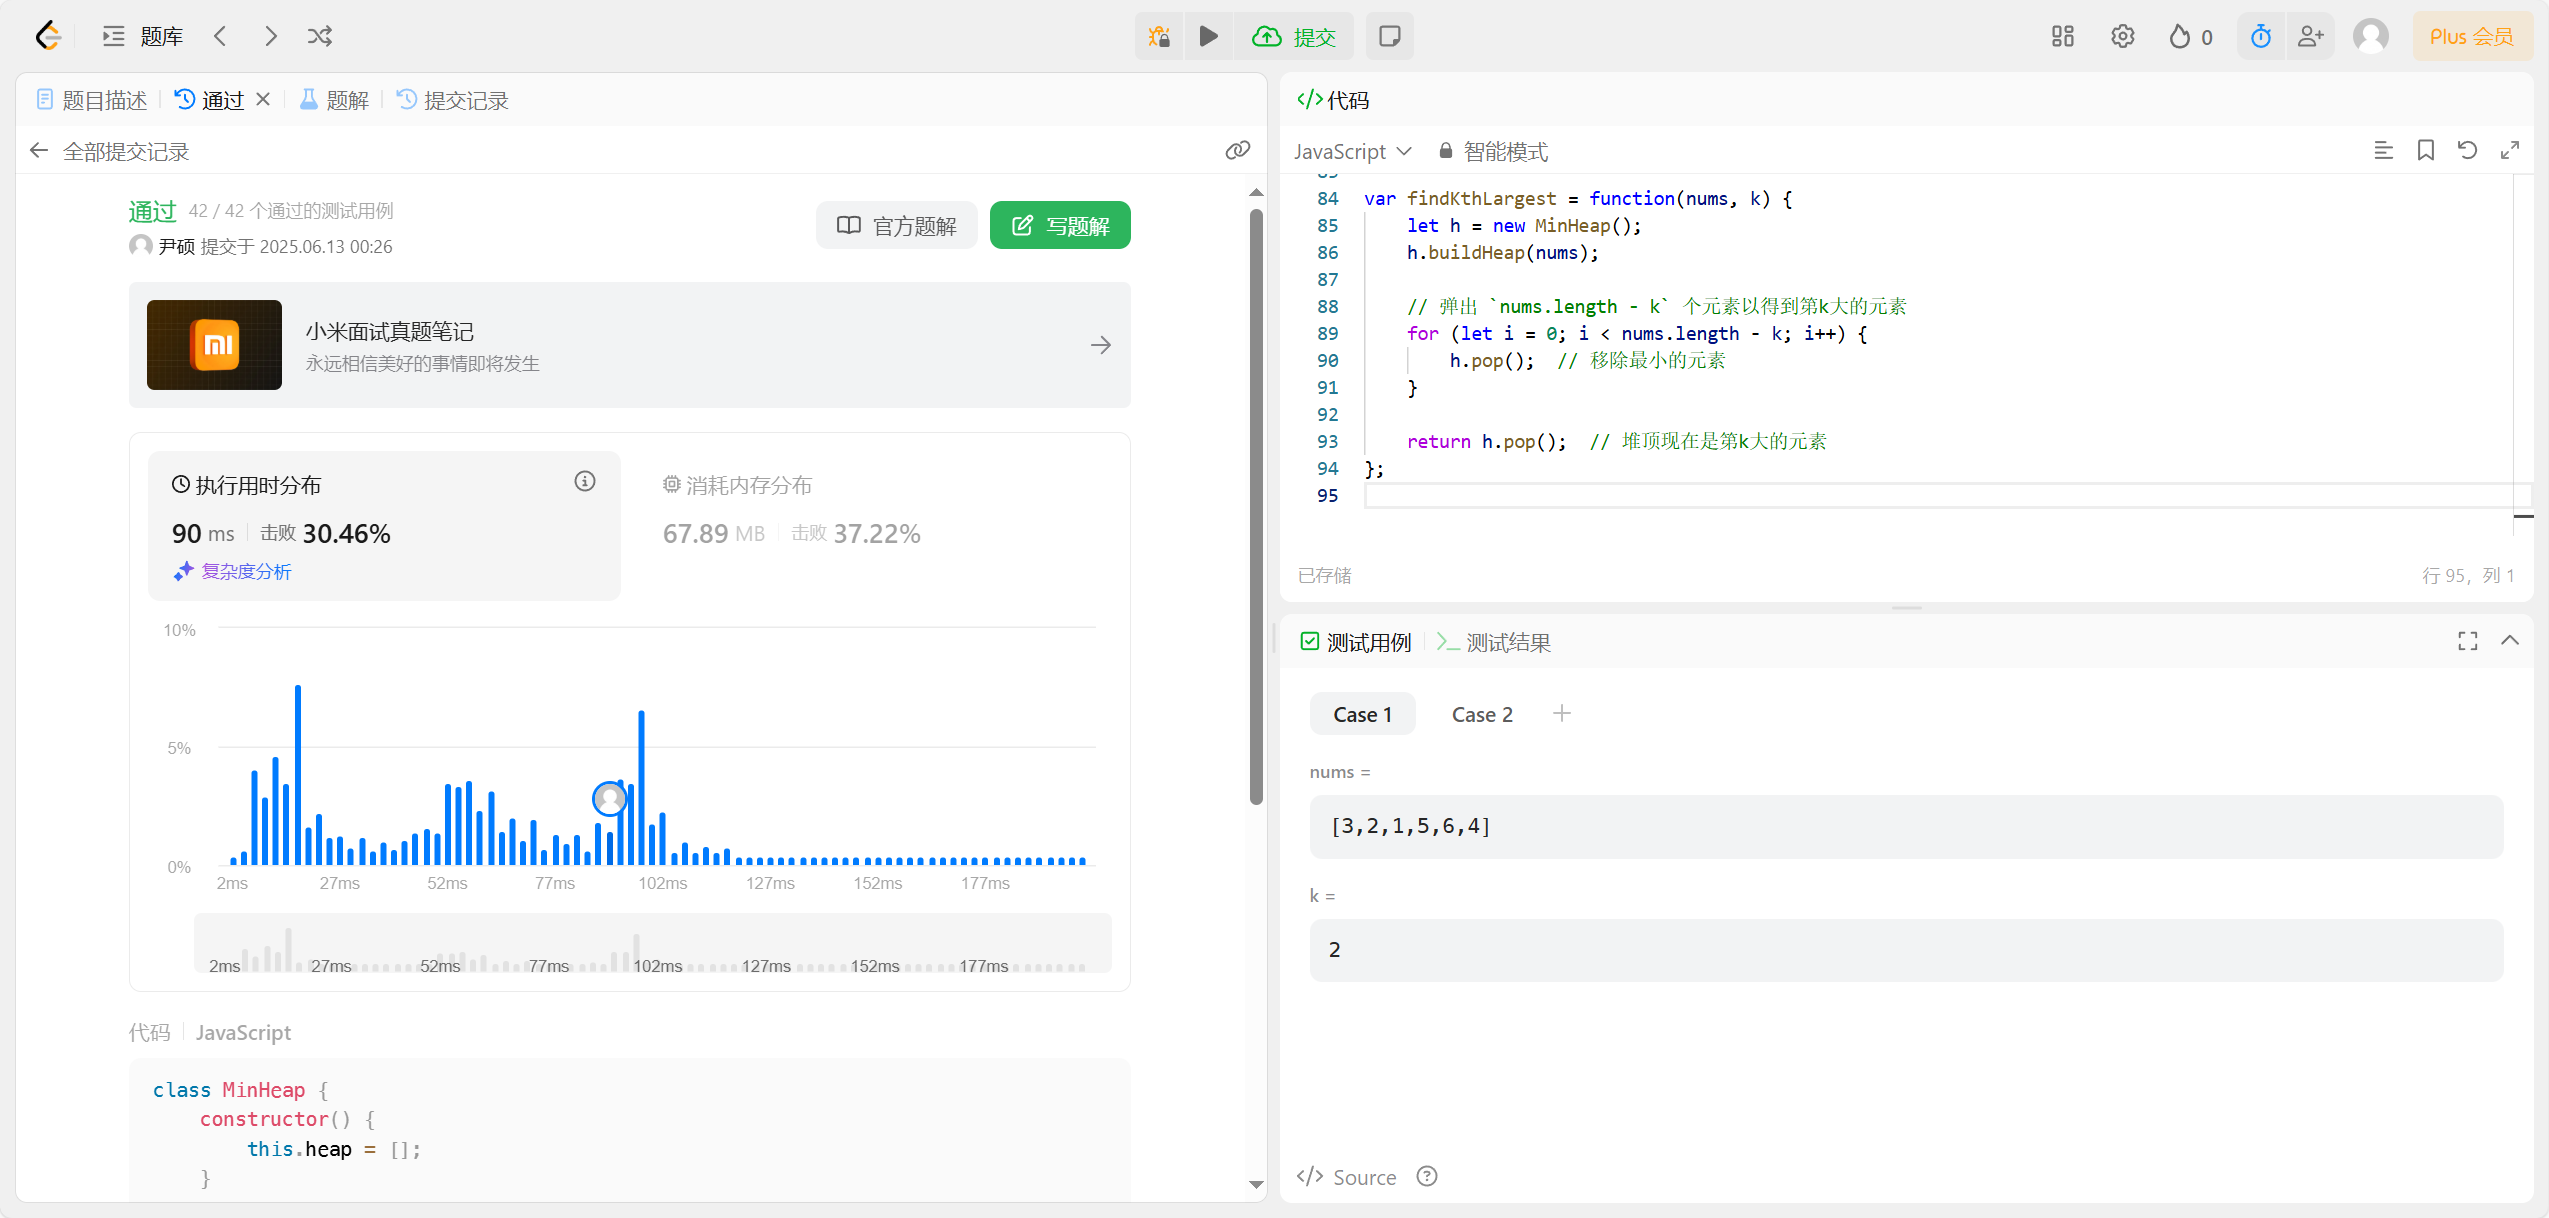 题库
提交
0
Plus 会员
题目描述
通过
题解
提交记录
全部提交记录
通过
42 / 42 个通过的测试用例
尹硕 提交于 2025.06.13 00:26
官方题解
写题解
小米面试真题笔记
永远相信美好的事情即将发生
执行用时分布
90 ms 击败 30.46%
复杂度分析
消耗内存分布
67.89 MB 击败 37.22%
10%
5%
0%
2ms 27ms 52ms 77ms 102ms 127ms 152ms 177ms
2ms 27ms 52ms 77ms 102ms 127ms 152ms 177ms
代码 JavaScript
class MinHeap {
constructor() {
this.heap = [];
}
</> 代码
JavaScript 智能模式
84 var findKthLargest = function(nums, k) {
85 let h = new MinHeap();
86 h.buildHeap(nums);
87
88 // 弹出 `nums.length - k` 个元素以得到第k大的元素
89 for (let i = 0; i < nums.length - k; i++) {
90 h.pop(); // 移除最小的元素
91 }
92
93 return h.pop(); // 堆顶现在是第k大的元素
94 };
95
已存储
行 95，列 1
测试用例
测试结果
Case 1 Case 2
nums =
[3,2,1,5,6,4]
k =
2
</> Source